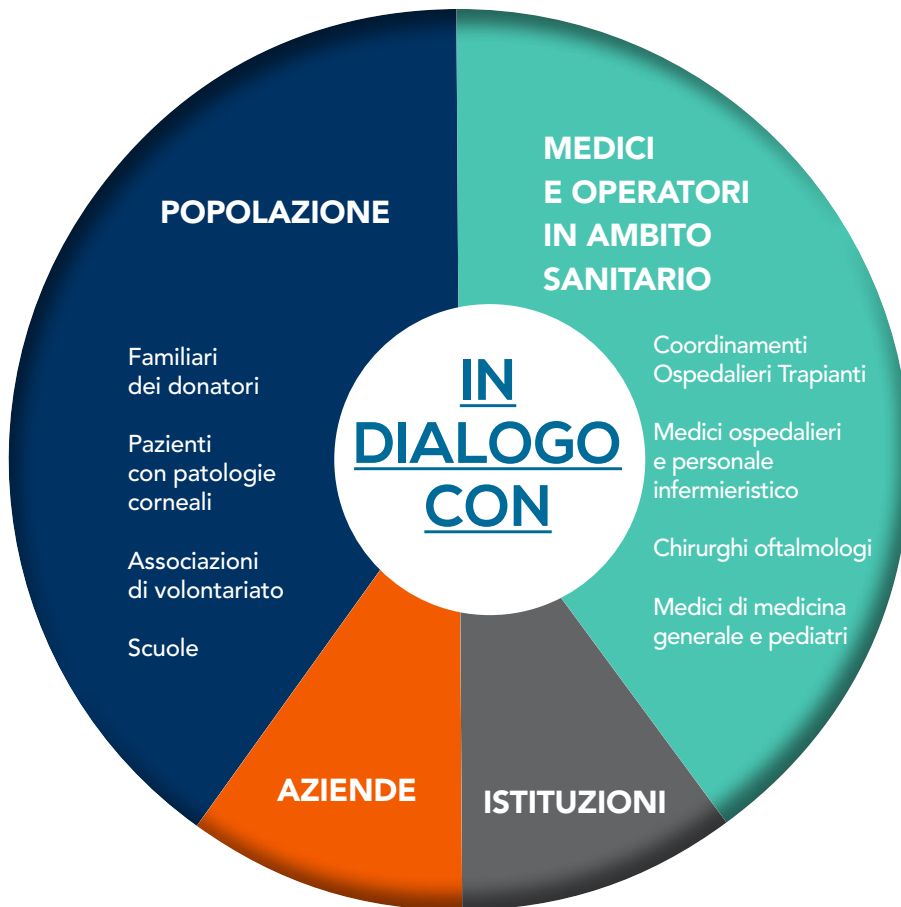 IN
DIALOGO
CON
POPOLAZIONE
Familiari
dei donatori
Pazienti
con patologie
corneali
Associazioni
di volontariato
Scuole
MEDICI
E OPERATORI
IN AMBITO
SANITARIO
Coordinamenti
Ospedalieri Trapianti
Medici ospedalieri
e personale
infermieristico
Chirurghi oftalmologi
Medici di medicina
generale e pediatri
AZIENDE
ISTITUZIONI